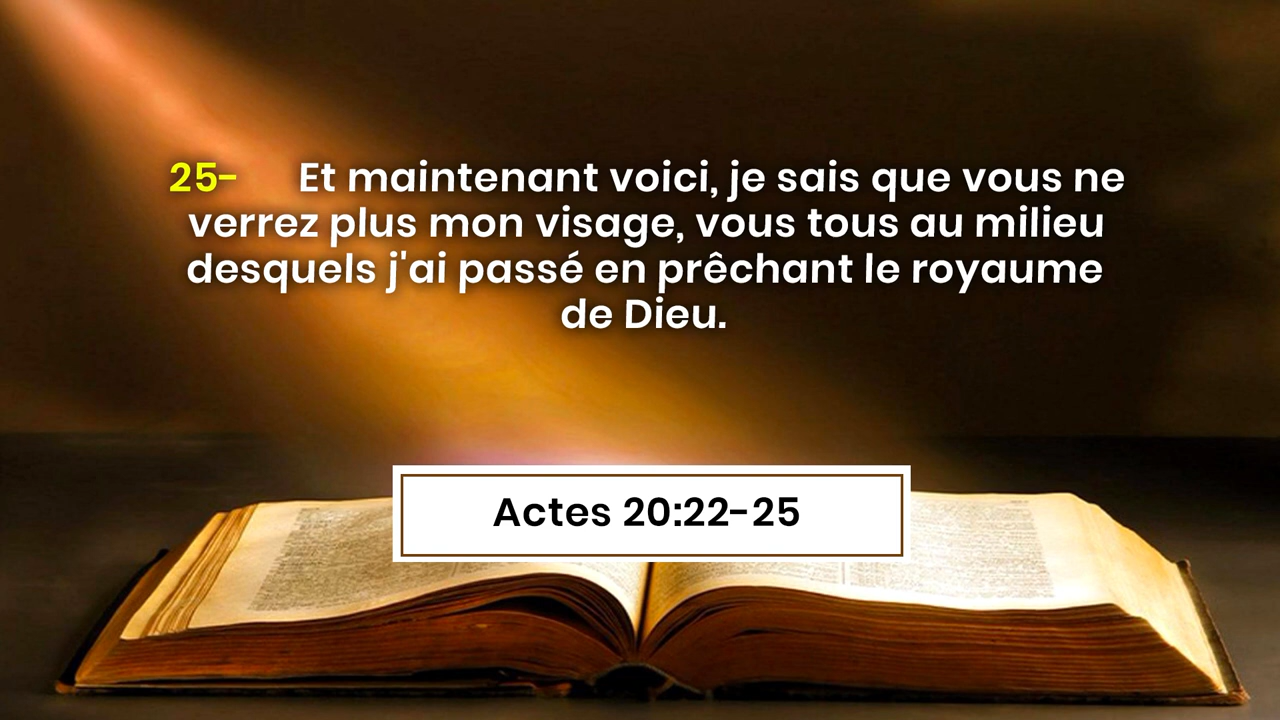 25- Et maintenant voici, je sais que vous ne
verrez plus mon visage, vous tous au milieu
desquels j'ai passé en prêchant le royaume
de Dieu.
Actes 20:22-25